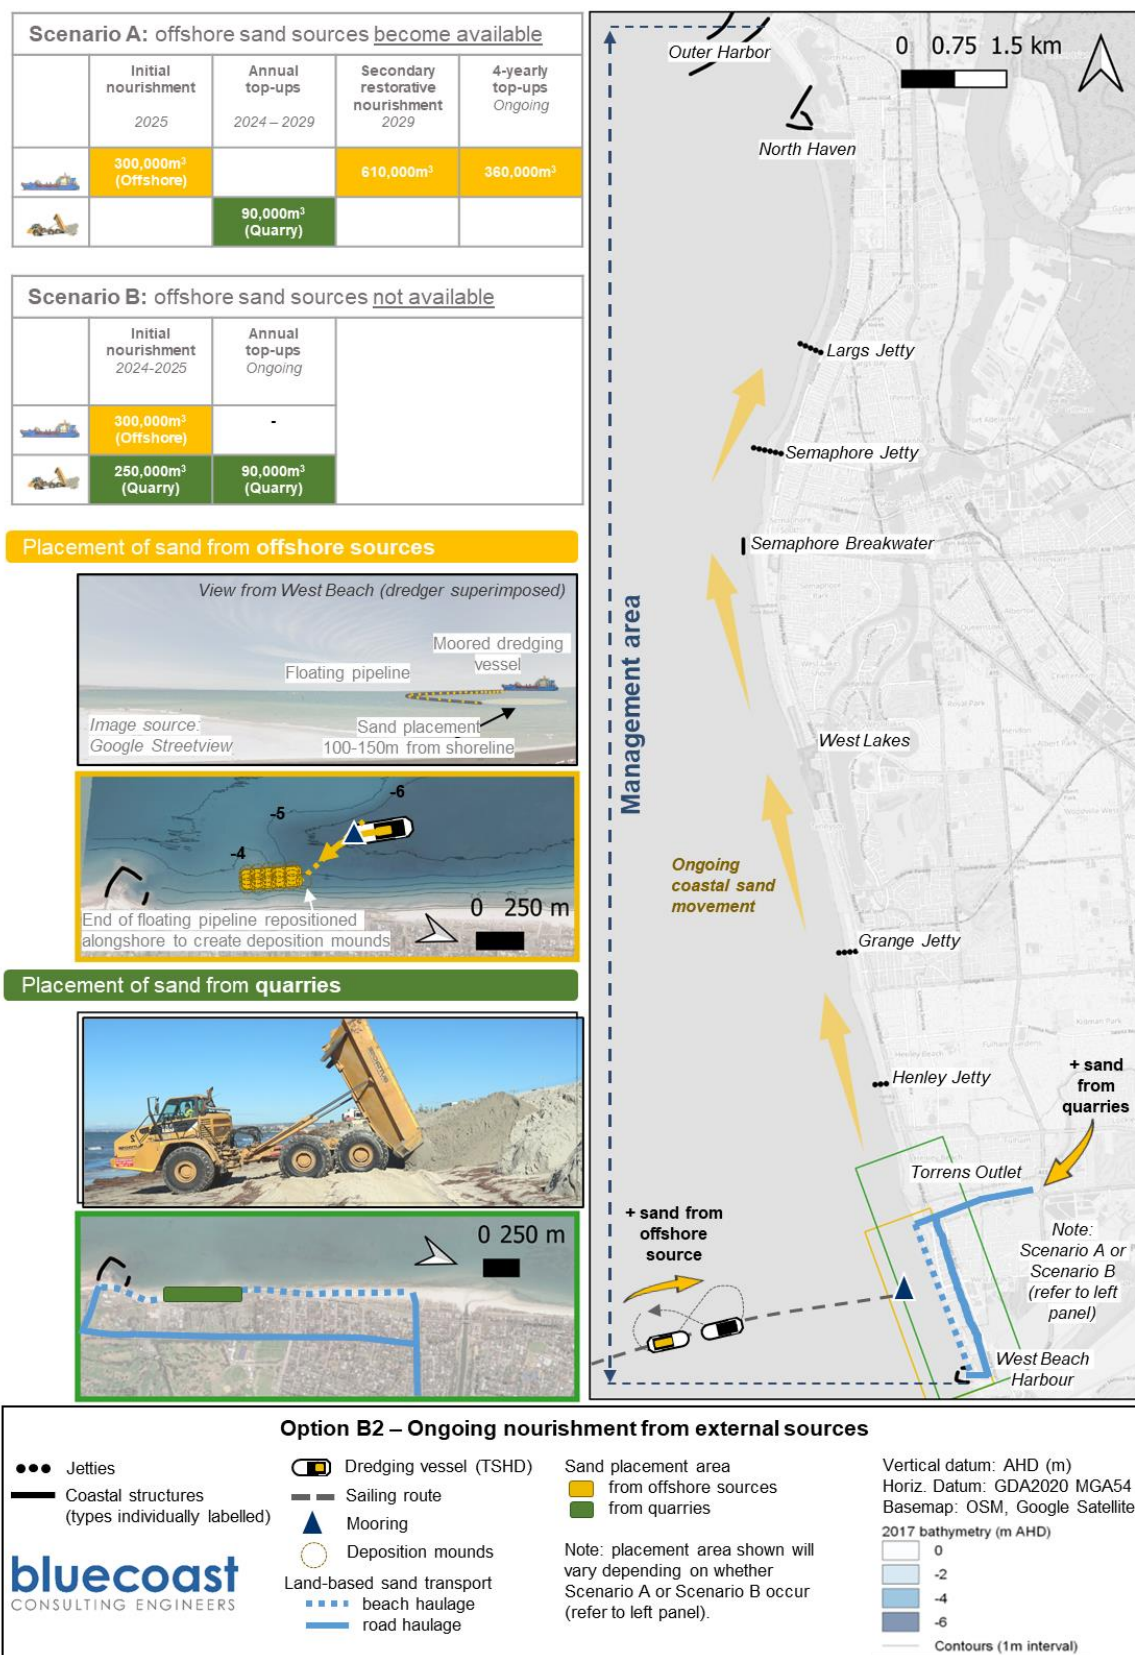 Scenario A: offshore sand sources become available
Initial
nourishment
2025
Annual
top-ups
2024 – 2029
Secondary
restorative
nourishment
2029
4-yearly
top-ups
Ongoing
300,000m³
(Offshore)
610,000m³
360,000m³
90,000m³
(Quarry)
Scenario B: offshore sand sources not available
Initial
nourishment
2024-2025
Annual
top-ups
Ongoing
300,000m³
(Offshore)
-
250,000m³
(Quarry)
90,000m³
(Quarry)
Placement of sand from offshore sources
View from West Beach (dredger superimposed)
Moored dredging
vessel
Floating pipeline
Image source:
Google Streetview
Sand placement
100-150m from shoreline
-6
-5
-4
End of floating pipeline repositioned
alongshore to create deposition mounds
0 250 m
Placement of sand from quarries
0 250 m
Outer Harbor
0 0.75 1.5 km
North Haven
Largs Jetty
Semaphore Jetty
Semaphore Breakwater
Management area
West Lakes
Ongoing
coastal sand
movement
Grange Jetty
Henley Jetty
+ sand
from
quarries
Torrens Outlet
+ sand from
offshore
source
Note:
Scenario A or
Scenario B
(refer to left
panel)
West Beach
Harbour
Option B2 – Ongoing nourishment from external sources
Jetties
Coastal structures
(types individually labelled)
bluecoast
CONSULTING ENGINEERS
Dredging vessel (TSHD)
Sailing route
Mooring
Deposition mounds
Land-based sand transport
beach haulage
road haulage
Sand placement area
from offshore sources
from quarries
Note: placement area shown will
vary depending on whether
Scenario A or Scenario B occur
(refer to left panel).
Vertical datum: AHD (m)
Horiz. Datum: GDA2020 MGA54
Basemap: OSM, Google Satellite
2017 bathymetry (m AHD)
0
-2
-4
-6
Contours (1m interval)